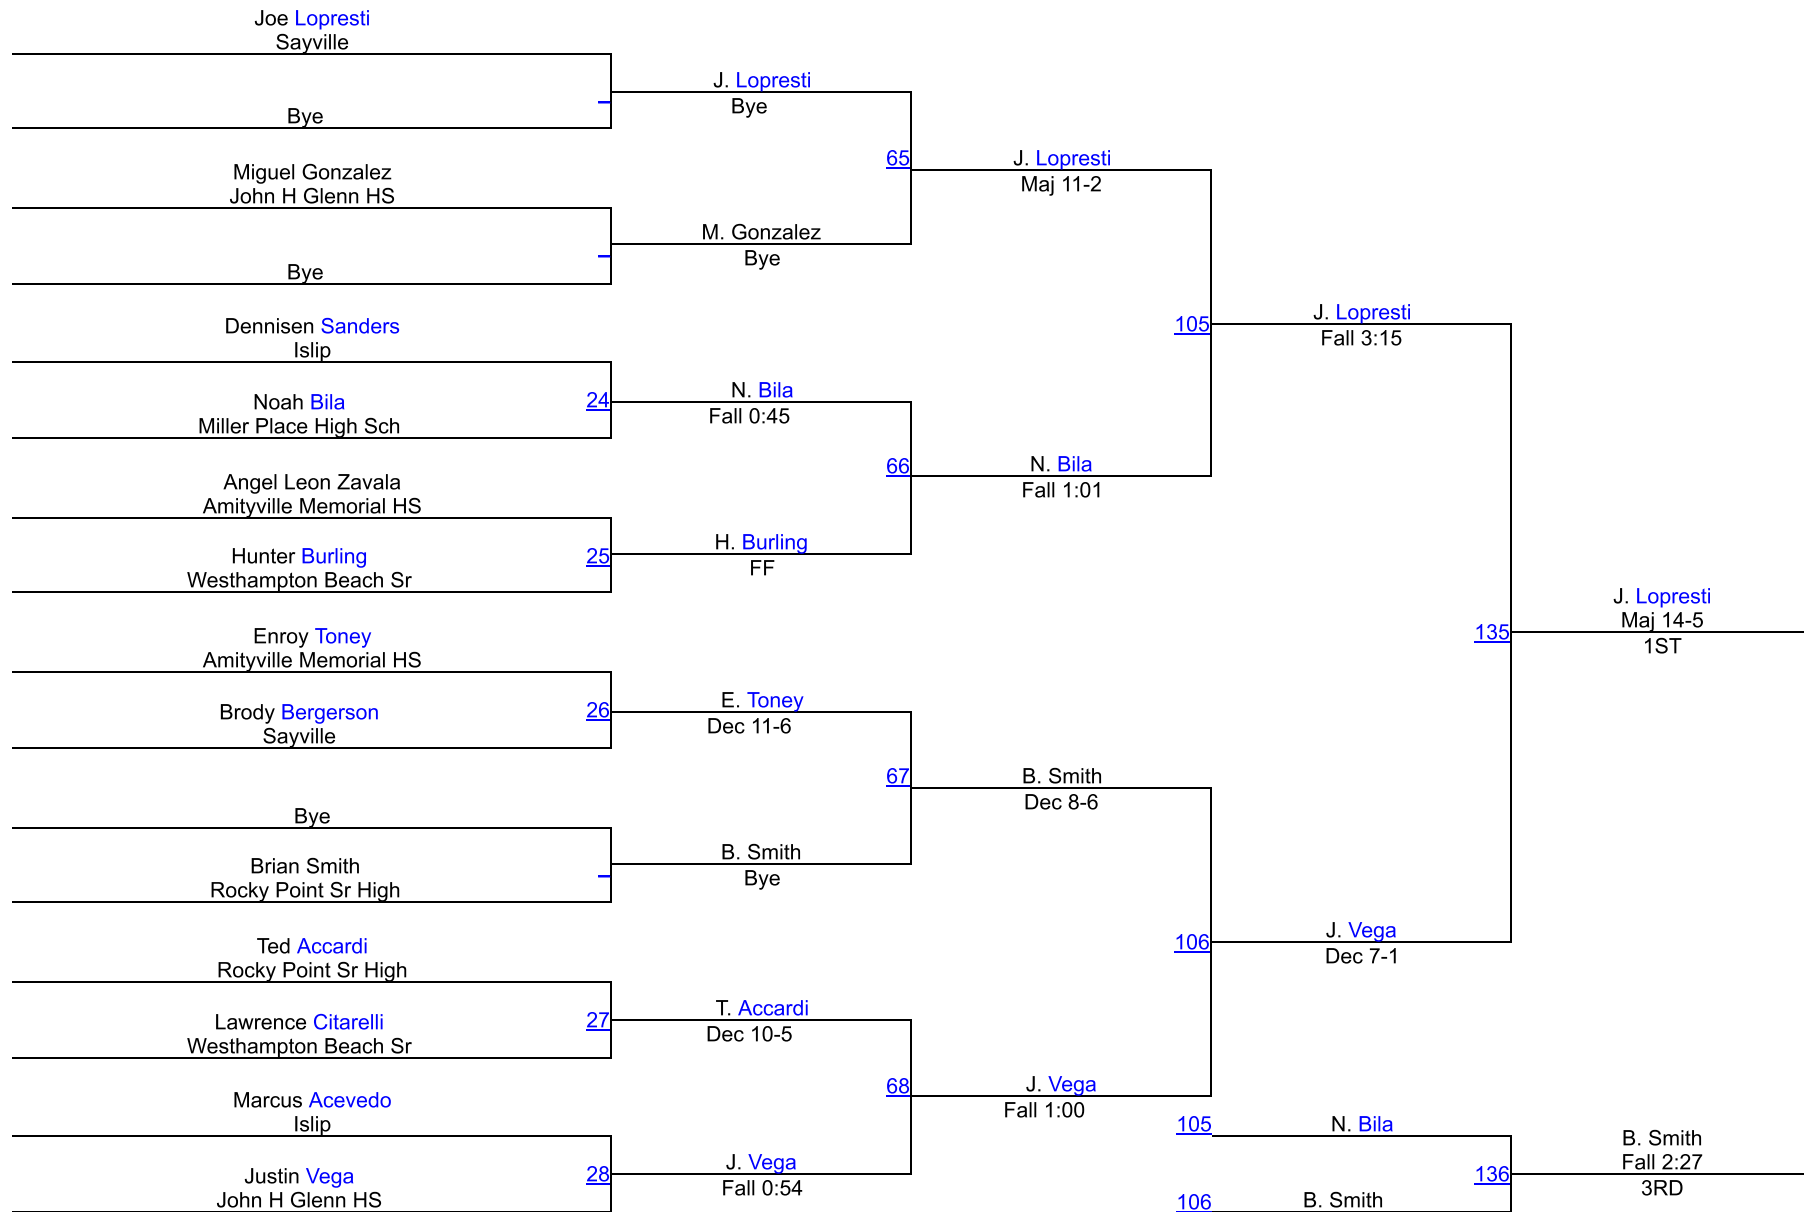 Joe Lopresti
Sayville
Bye
Miguel Gonzalez
John H Glenn HS
Bye
Dennisen Sanders
Islip
Noah Bila
Miller Place High Sch
24
Angel Leon Zavala
Amityville Memorial HS
Hunter Burling
Westhampton Beach Sr
25
Enroy Toney
Amityville Memorial HS
Brody Bergerson
Sayville
26
Bye
Brian Smith
Rocky Point Sr High
Ted Accardi
Rocky Point Sr High
Lawrence Citarelli
Westhampton Beach Sr
27
Marcus Acevedo
Islip
Justin Vega
John H Glenn HS
28
J. Lopresti
Bye
65
M. Gonzalez
Bye
N. Bila
Fall 0:45
66
H. Burling
FF
E. Toney
Dec 11-6
67
B. Smith
Bye
T. Accardi
Dec 10-5
68
J. Vega
Fall 0:54
J. Lopresti
Maj 11-2
105
N. Bila
Fall 1:01
B. Smith
Dec 8-6
106
J. Vega
Fall 1:00
J. Lopresti
Fall 3:15
135
J. Vega
Dec 7-1
J. Lopresti
Maj 14-5
1ST
105
N. Bila
136
106
B. Smith
B. Smith
Fall 2:27
3RD